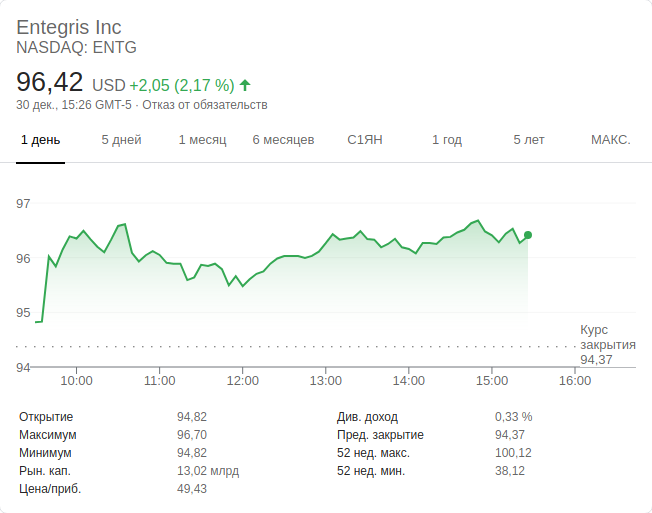 Entegris Inc
NASDAQ: ENTG
96,42 USD +2,05 (2,17 %)
30 дек., 15:26 GMT-5 · Отказ от обязательств
1 день 5 дней 1 месяц 6 месяцев С1ЯН 1 год 5 лет МАКС.
97
96
95
94
Курс
закрытия
94,37
10:00 11:00 12:00 13:00 14:00 15:00 16:00
Открытие 94,82 Див. доход 0,33 %
Максимум 96,70 Пред. закрытие 94,37
Минимум 94,82 52 нед. макс. 100,12
Рын. кап. 13,02 млрд 52 нед. мин. 38,12
Цена/приб. 49,43